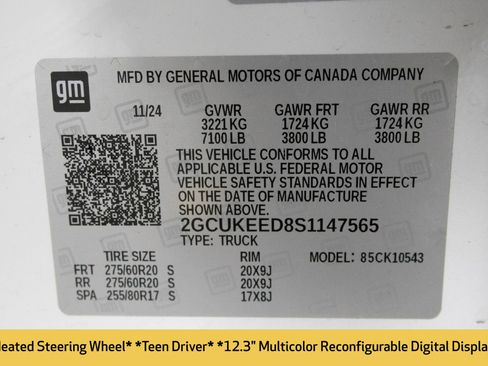 gm
MFD BY GENERAL MOTORS OF CANADA COMPANY
11/24 GVWR GAWR FRT GAWR RR
3221 KG 1724 KG 1724 KG
7100 LB 3800 LB 3800 LB
THIS VEHICLE CONFORMS TO ALL
APPLICABLE U.S. FEDERAL MOTOR
VEHICLE SAFETY STANDARDS IN EFFECT
ON THE DATE OF MANUFACTURE
SHOWN ABOVE.
2GCUKEED8S1147565
TYPE: TRUCK
TIRE SIZE RIM MODEL: 85CK10543
FRT 275/60R20 S 20X9J
RR 275/60R20 S 20X9J
SPA 255/80R17 S 17X8J
Heated Steering Wheel* *Teen Driver* *12.3" Multicolor Reconfigurable Digital Displa